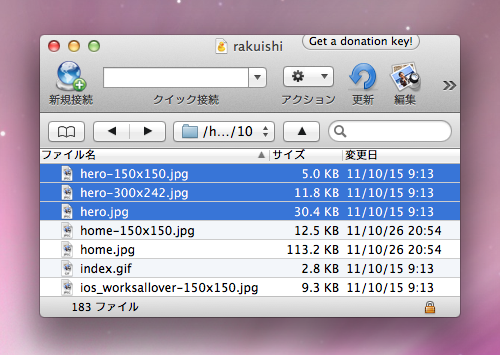 rakuishi
Get a donation key!
新規接続
クイック接続
アクション
更新
編集
/h.../10
ファイル名 サイズ 変更日
hero-150x150.jpg 5.0 KB 11/10/15 9:13
hero-300x242.jpg 11.8 KB 11/10/15 9:13
hero.jpg 30.4 KB 11/10/15 9:13
home-150x150.jpg 12.5 KB 11/10/26 20:54
home.jpg 113.2 KB 11/10/26 20:54
index.gif 2.8 KB 11/10/15 9:13
ios_worksallover-150x150.jpg 9.3 KB 11/10/15 9:13
183 ファイル